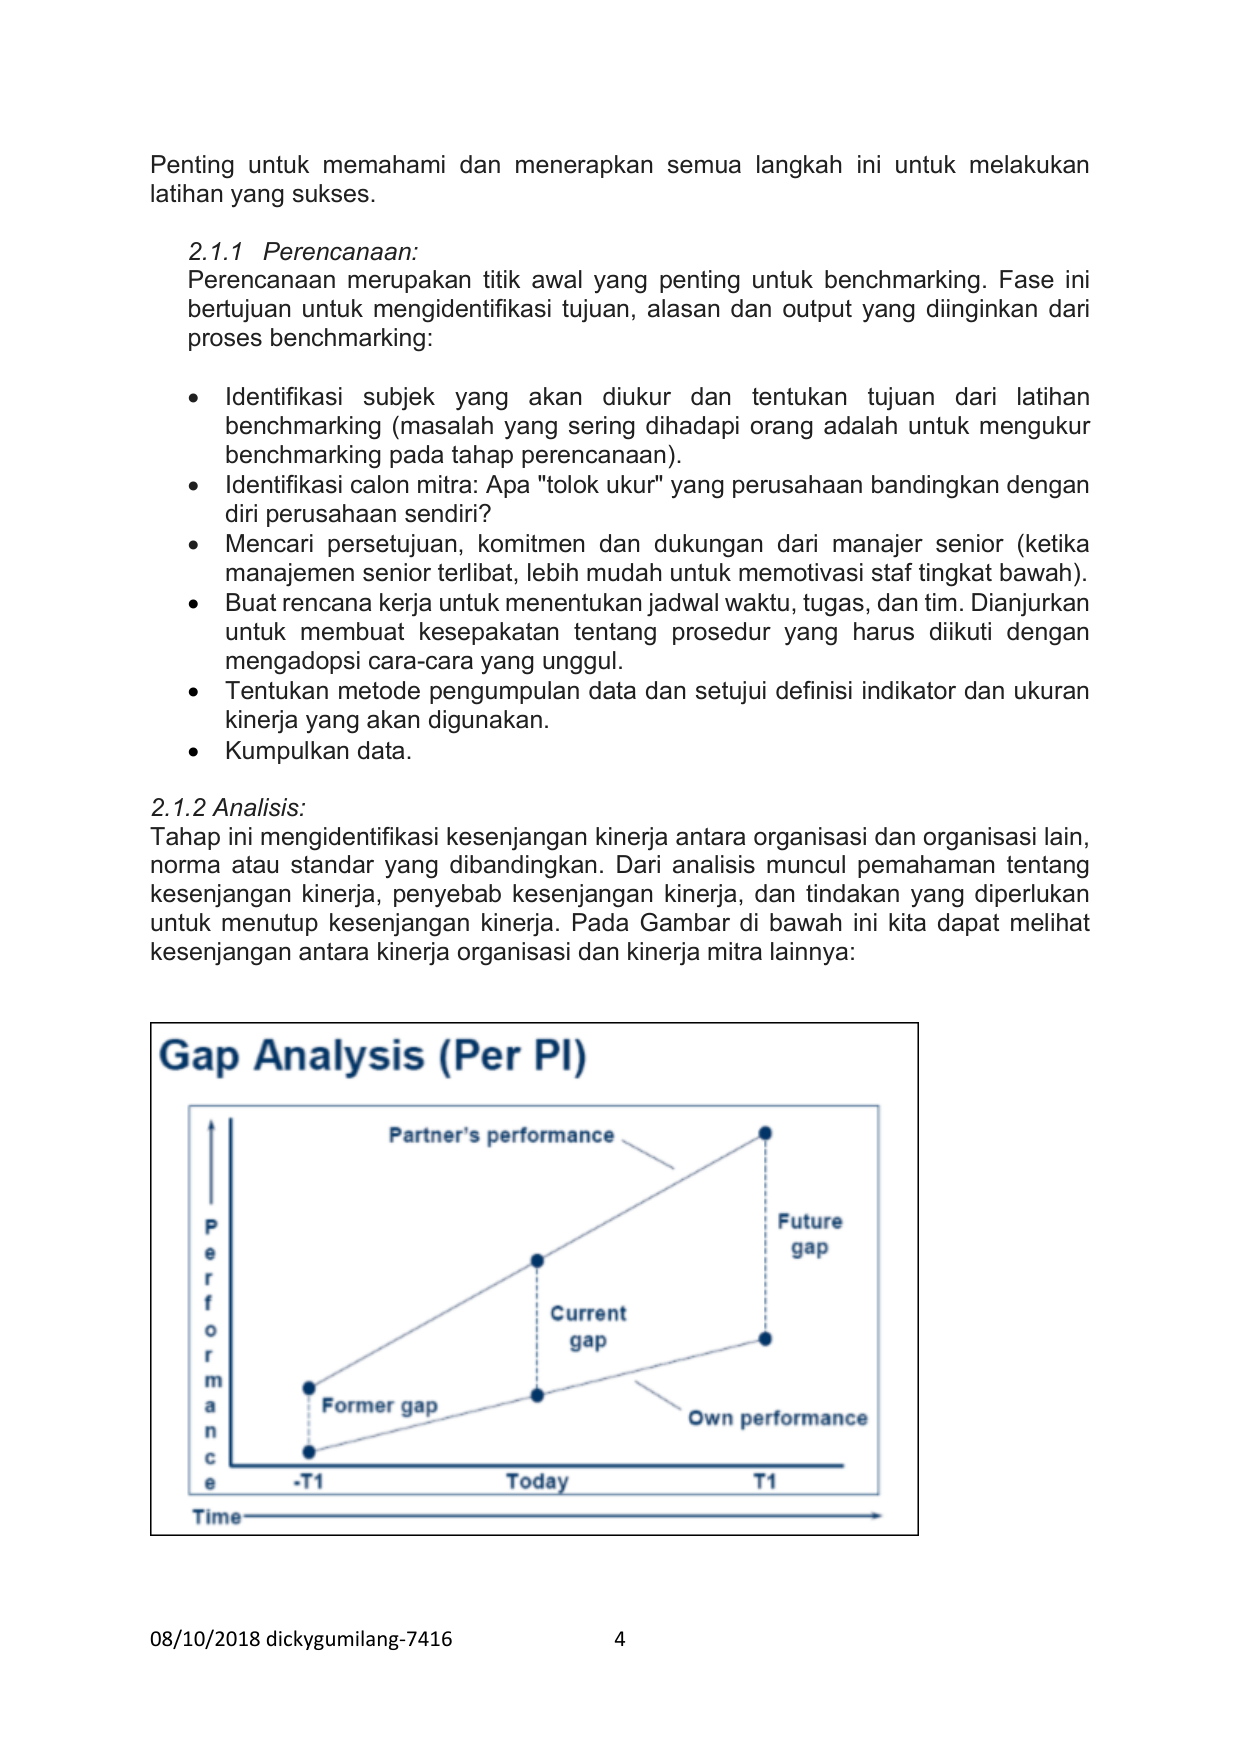 Penting untuk memahami dan menerapkan semua langkah ini untuk melakukan
latihan yang sukses.
2.1.1 Perencanaan:
Perencanaan merupakan titik awal yang penting untuk benchmarking. Fase ini
bertujuan untuk mengidentifikasi tujuan, alasan dan output yang diinginkan dari
proses benchmarking:
• Identifikasi subjek yang akan diukur dan tentukan tujuan dari latihan
benchmarking (masalah yang sering dihadapi orang adalah untuk mengukur
benchmarking pada tahap perencanaan).
• Identifikasi calon mitra: Apa "tolok ukur" yang perusahaan bandingkan dengan
diri perusahaan sendiri?
• Mencari persetujuan, komitmen dan dukungan dari manajer senior (ketika
manajemen senior terlibat, lebih mudah untuk memotivasi staf tingkat bawah).
• Buat rencana kerja untuk menentukan jadwal waktu, tugas, dan tim. Dianjurkan
untuk membuat kesepakatan tentang prosedur yang harus diikuti dengan
mengadopsi cara-cara yang unggul.
• Tentukan metode pengumpulan data dan setujui definisi indikator dan ukuran
kinerja yang akan digunakan.
• Kumpulkan data.
2.1.2 Analisis:
Tahap ini mengidentifikasi kesenjangan kinerja antara organisasi dan organisasi lain,
norma atau standar yang dibandingkan. Dari analisis muncul pemahaman tentang
kesenjangan kinerja, penyebab kesenjangan kinerja, dan tindakan yang diperlukan
untuk menutup kesenjangan kinerja. Pada Gambar di bawah ini kita dapat melihat
kesenjangan antara kinerja organisasi dan kinerja mitra lainnya:
Gap Analysis (Per PI)
Partner's performance
Future
gap
Current
gap
Former gap
Own performance
Performance
-T1 Today T1
Time
08/10/2018 dickygumilang-7416 4